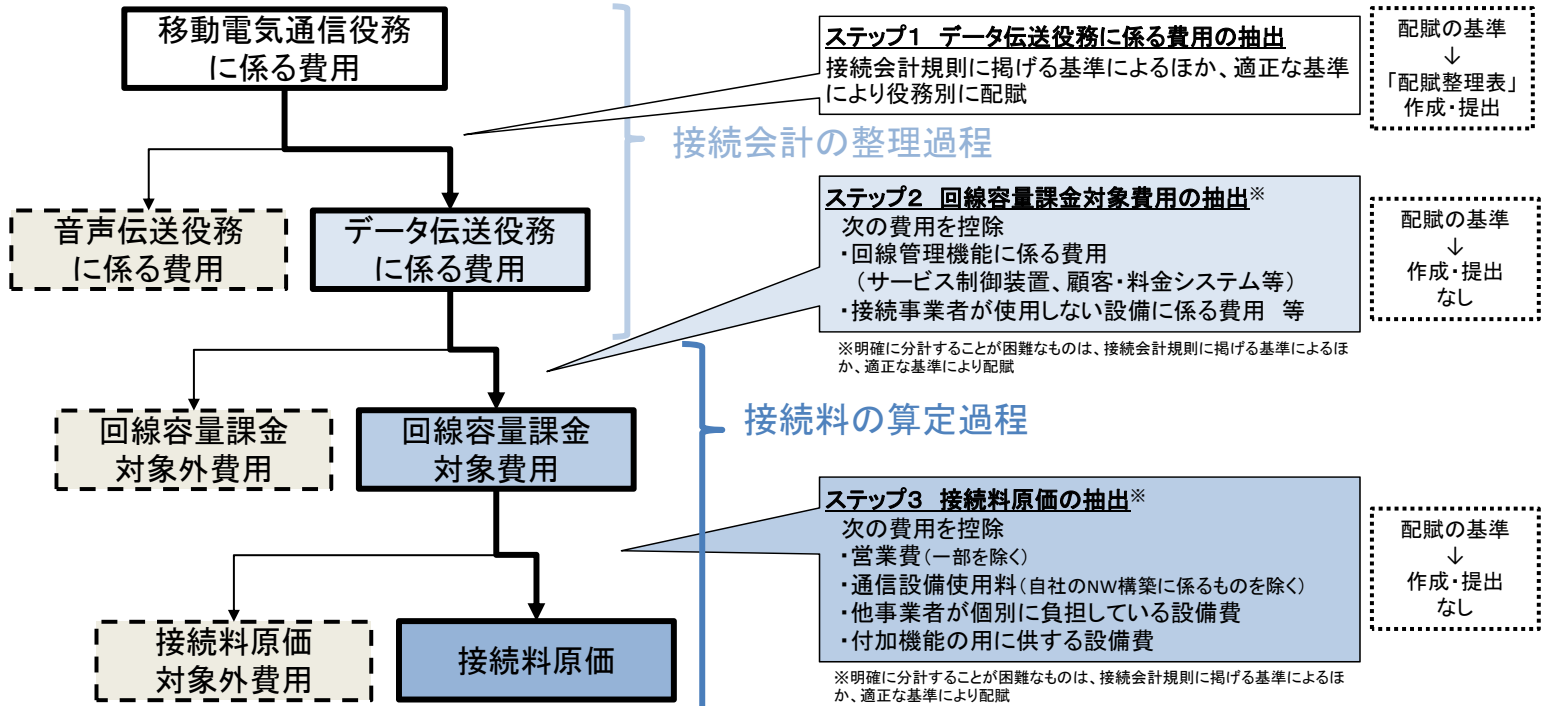 移動電気通信役務
に係る費用
ステップ1 データ伝送役務に係る費用の抽出
接続会計規則に掲げる基準によるほか、適正な基準
により役務別に配賦
配賦の基準
↓
「配賦整理表」
作成・提出
接続会計の整理過程
音声伝送役務
に係る費用
データ伝送役務
に係る費用
ステップ2 回線容量課金対象費用の抽出※
次の費用を控除
・回線管理機能に係る費用
（サービス制御装置、顧客・料金システム等）
・接続事業者が使用しない設備に係る費用 等
※明確に分計することが困難なものは、接続会計規則に掲げる基準によるほ
か、適正な基準により配賦
配賦の基準
↓
作成・提出
なし
回線容量課金
対象外費用
回線容量課金
対象費用
接続料の算定過程
ステップ3 接続料原価の抽出※
次の費用を控除
・営業費（一部を除く）
・通信設備使用料（自社のNW構築に係るものを除く）
・他事業者が個別に負担している設備費
・付加機能の用に供する設備費
※明確に分計することが困難なものは、接続会計規則に掲げる基準によるほ
か、適正な基準により配賦
配賦の基準
↓
作成・提出
なし
接続料原価
対象外費用
接続料原価